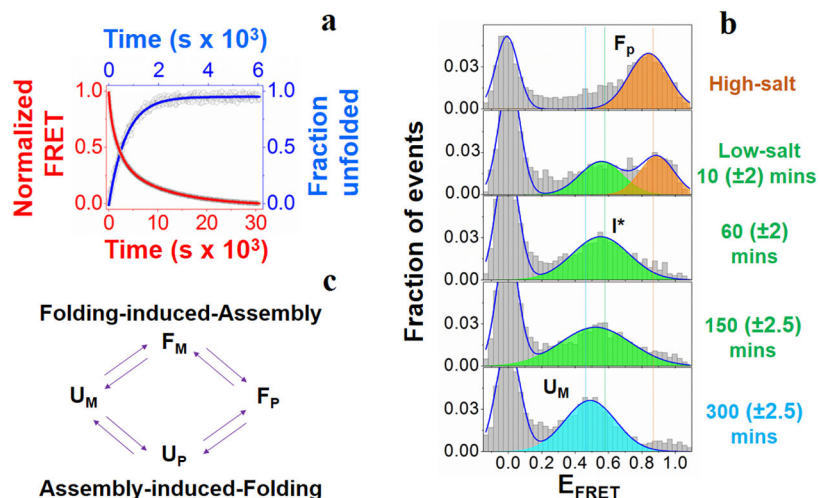 a
Time (s x 10³)
0 2 4 6
Normalized
FRET
1.0
0.5
0.0
1.0
0.5
0.0
Fraction
unfolded
0 10 20 30
Time (s x 10³)
c
Folding-induced-Assembly
F_M
U_M
F_P
U_P
Assembly-induced-Folding
b
Fraction of events
0.03
0.00
F_p
High-salt
0.03
0.00
Low-salt
10 (±2) mins
0.03
0.00
I*
60 (±2)
mins
0.03
0.00
150 (±2.5)
mins
0.03
0.00
U_M
300 (±2.5)
mins
0.0 0.2 0.4 0.6 0.8 1.0
E_FRET